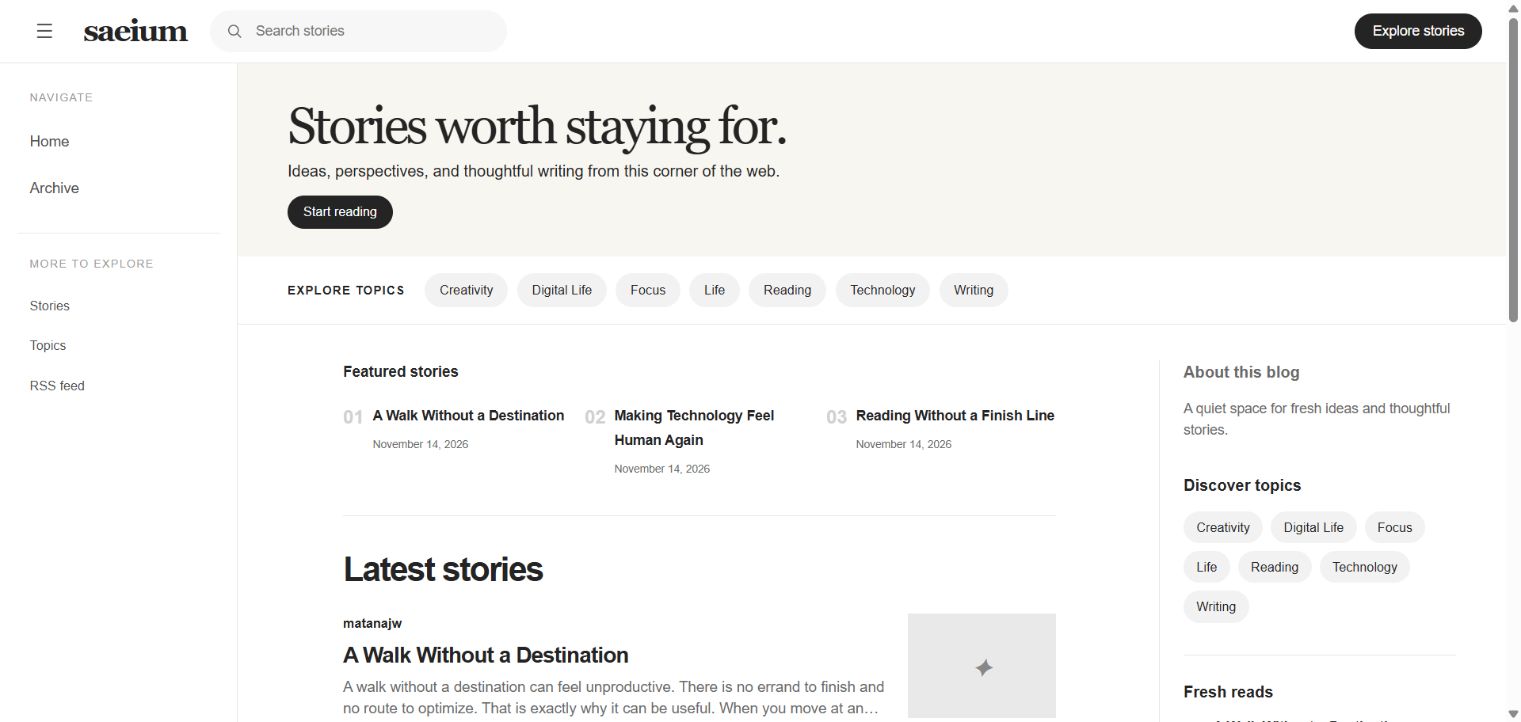 saeium
Search stories
Explore stories
NAVIGATE
Home
Archive
MORE TO EXPLORE
Stories
Topics
RSS feed
Stories worth staying for.
Ideas, perspectives, and thoughtful writing from this corner of the web.
Start reading
EXPLORE TOPICS
Creativity
Digital Life
Focus
Life
Reading
Technology
Writing
Featured stories
01 A Walk Without a Destination
November 14, 2026
02 Making Technology Feel
Human Again
November 14, 2026
03 Reading Without a Finish Line
November 14, 2026
Latest stories
matanajw
A Walk Without a Destination
A walk without a destination can feel unproductive. There is no errand to finish and
no route to optimize. That is exactly why it can be useful. When you move at an…
About this blog
A quiet space for fresh ideas and thoughtful
stories.
Discover topics
Creativity
Digital Life
Focus
Life
Reading
Technology
Writing
Fresh reads